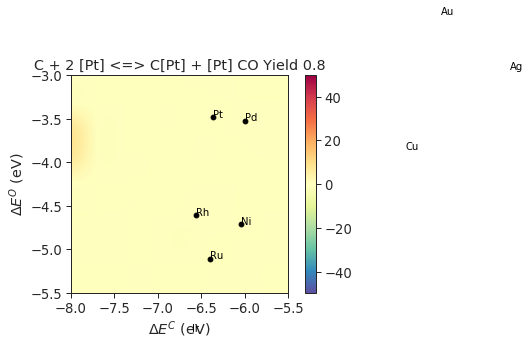 Au
Ag
C + 2 [Pt] <=> C[Pt] + [Pt] CO Yield 0.8
Cu
Pt
Pd
Rh
Ni
Ru
−3.0
−3.5
−4.0
−4.5
−5.0
−5.5
ΔE^O (eV)
−8.0 −7.5 −7.0 −6.5 −6.0 −5.5
ΔE^C (eV)
Ir
40
20
0
−20
−40